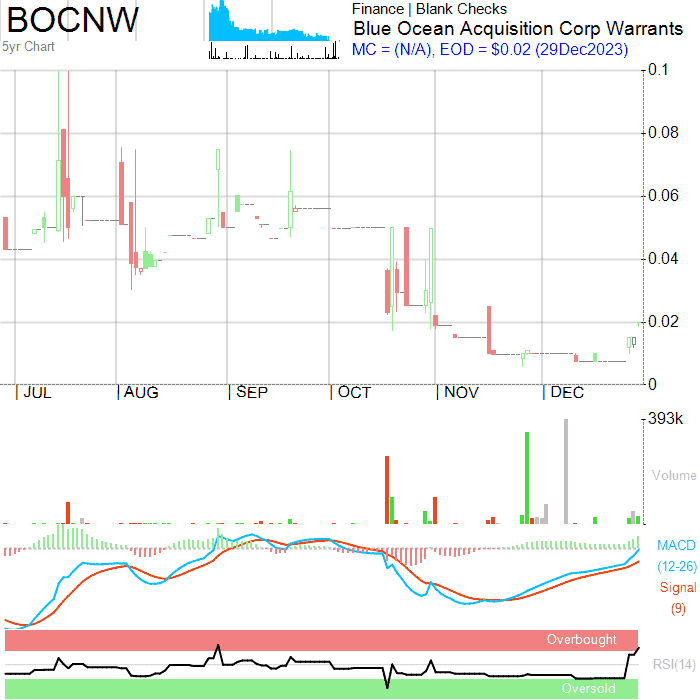 BOCNW
5yr Chart
Finance | Blank Checks
Blue Ocean Acquisition Corp Warrants
MC = (N/A), EOD = $0.02 (29Dec2023)
0.1
0.08
0.06
0.04
0.02
0
JUL AUG SEP OCT NOV DEC
393k
Volume
MACD
(12-26)
Signal
(9)
Overbought
RSI(14)
Oversold